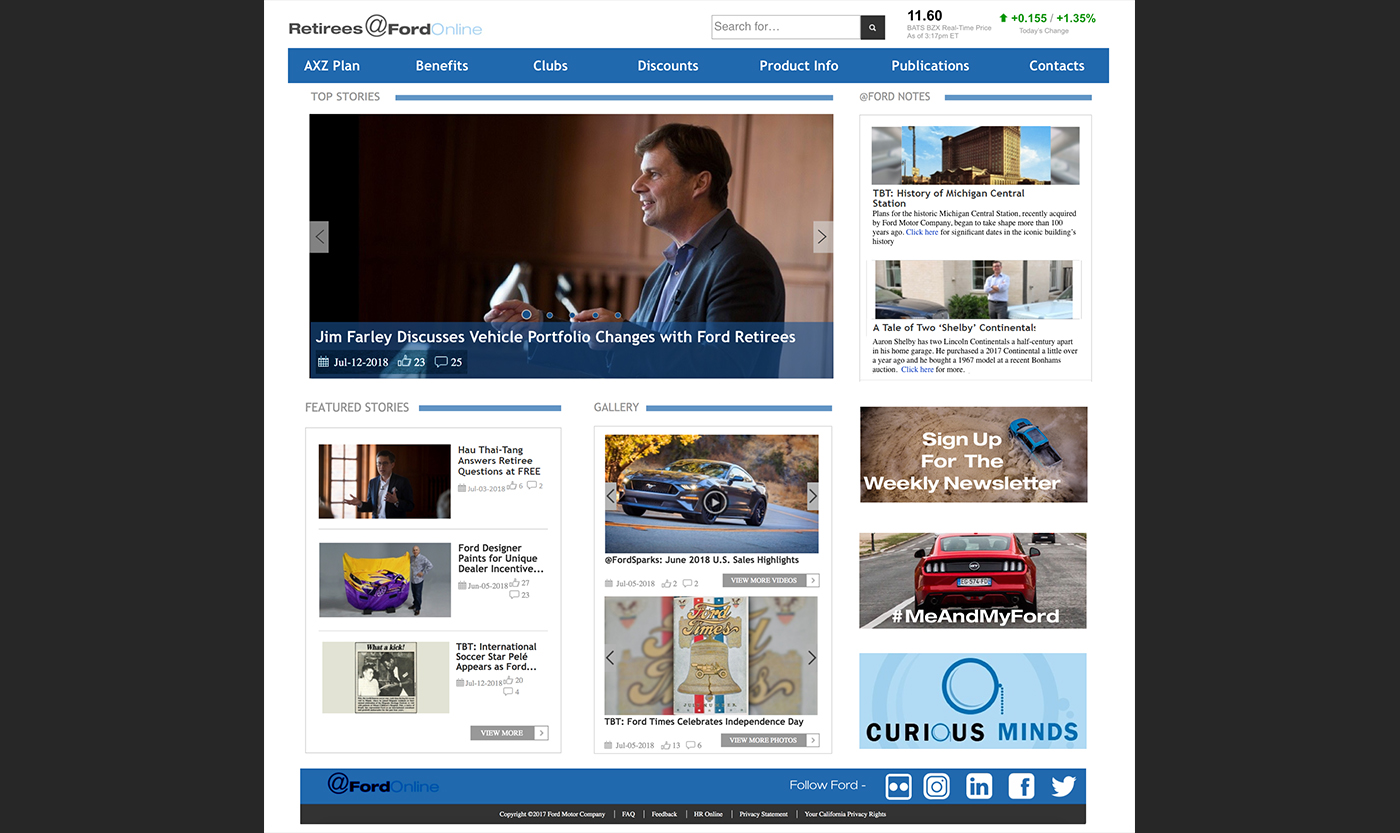 Retirees@FordOnline
Search for...
11.60
BATS BZX Real-Time Price
As of 3:17pm ET
+0.155 / +1.35%
Today's Change
AXZ Plan
Benefits
Clubs
Discounts
Product Info
Publications
Contacts
TOP STORIES
Jim Farley Discusses Vehicle Portfolio Changes with Ford Retirees
Jul-12-2018 23 25
@FORD NOTES
TBT: History of Michigan Central
Station
Plans for the historic Michigan Central Station, recently acquired
by Ford Motor Company, began to take shape more than 100
years ago. Click here for significant dates in the iconic building's
history
A Tale of Two 'Shelby' Continentals
Aaron Shelby has two Lincoln Continentals a half-century apart
in his home garage. He purchased a 2017 Continental a little over
a year ago and he bought a 1967 model at a recent Bonhams
auction. Click here for more.
FEATURED STORIES
Hau Thai-Tang
Answers Retiree
Questions at FREE
Jul-03-2018 6 2
Ford Designer
Paints for Unique
Dealer Incentive...
Jun-05-2018 27
23
What a kick!
TBT: International
Soccer Star Pelé
Appears as Ford...
Jul-12-2018 20
4
VIEW MORE
GALLERY
@FordSparks: June 2018 U.S. Sales Highlights
Jul-05-2018 2 2
VIEW MORE VIDEOS
Ford
Times
TBT: Ford Times Celebrates Independence Day
Jul-05-2018 13 6
VIEW MORE PHOTOS
Sign Up
For The
Weekly Newsletter
#MeAndMyFord
CURIOUS MINDS
@FordOnline
Follow Ford -
Copyright ©2017 Ford Motor Company | FAQ | Feedback | HR Online | Privacy Statement | Your California Privacy Rights